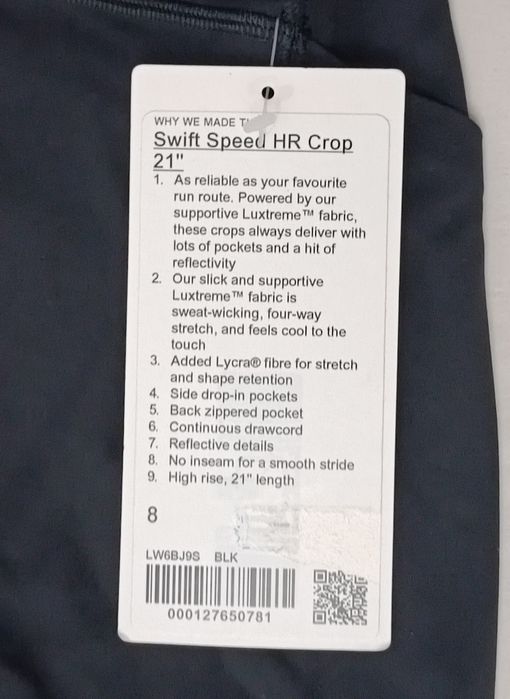 WHY WE MADE
Swift Speed HR Crop
21"
1. As reliable as your favourite
run route. Powered by our
supportive Luxtreme™ fabric,
these crops always deliver with
lots of pockets and a hit of
reflectivity
2. Our slick and supportive
Luxtreme™ fabric is
sweat-wicking, four-way
stretch, and feels cool to the
touch
3. Added Lycra® fibre for stretch
and shape retention
4. Side drop-in pockets
5. Back zippered pocket
6. Continuous drawcord
7. Reflective details
8. No inseam for a smooth stride
9. High rise, 21" length
8
LW6BJ9S BLK
000127650781